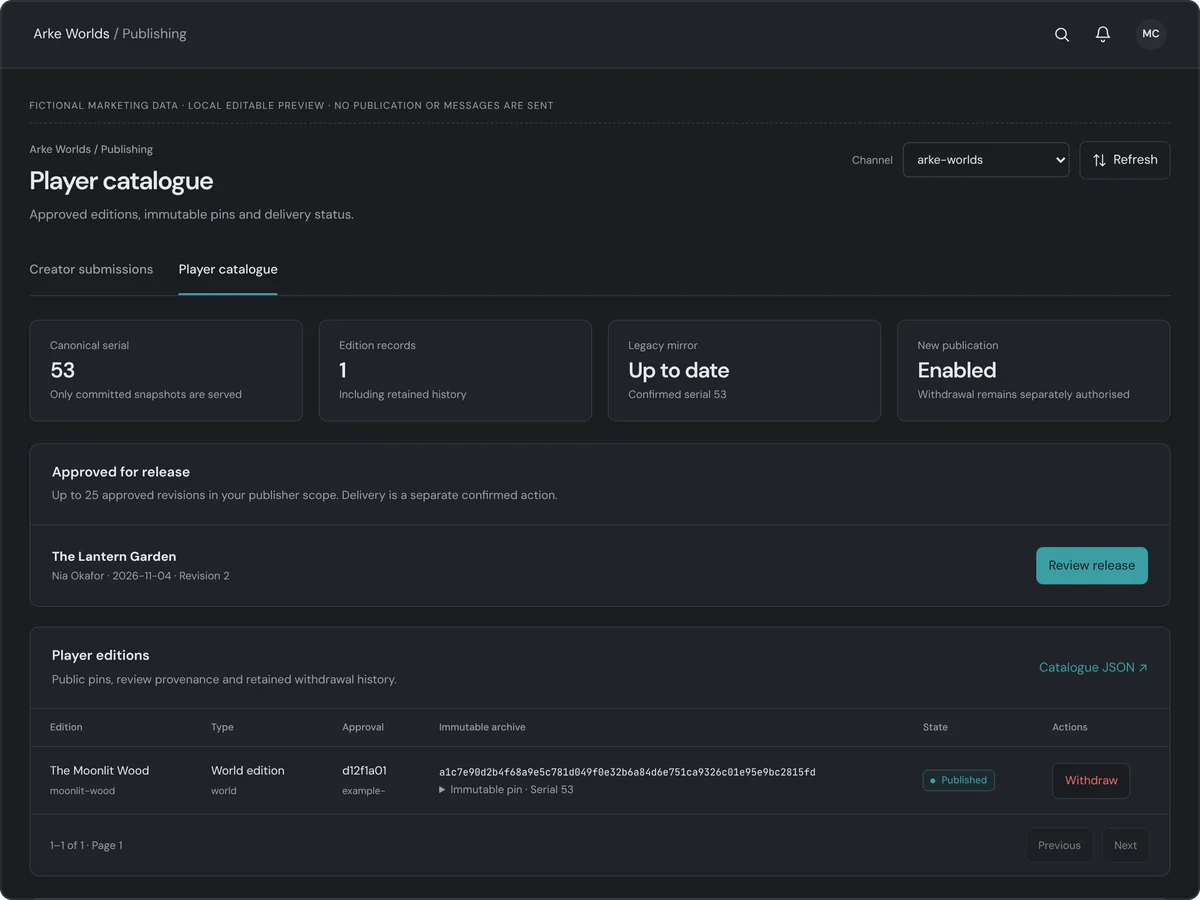 Arke Worlds / Publishing
MC
FICTIONAL MARKETING DATA · LOCAL EDITABLE PREVIEW · NO PUBLICATION OR MESSAGES ARE SENT
Arke Worlds / Publishing
Player catalogue
Approved editions, immutable pins and delivery status.
Channel
arke-worlds
Refresh
Creator submissions
Player catalogue
Canonical serial
53
Only committed snapshots are served
Edition records
1
Including retained history
Legacy mirror
Up to date
Confirmed serial 53
New publication
Enabled
Withdrawal remains separately authorised
Approved for release
Up to 25 approved revisions in your publisher scope. Delivery is a separate confirmed action.
The Lantern Garden
Nia Okafor · 2026-11-04 · Revision 2
Review release
Player editions
Public pins, review provenance and retained withdrawal history.
Catalogue JSON ↗
Edition Type Approval Immutable archive State Actions
The Moonlit Wood
moonlit-wood
World edition
world
d12f1a01
example-
a1c7e90d2b4f68a9e5c781d049f0e32b6a84d6e751ca9326c01e95e9bc2815fd
▶ Immutable pin · Serial 53
Published
Withdraw
1–1 of 1 · Page 1
Previous
Next